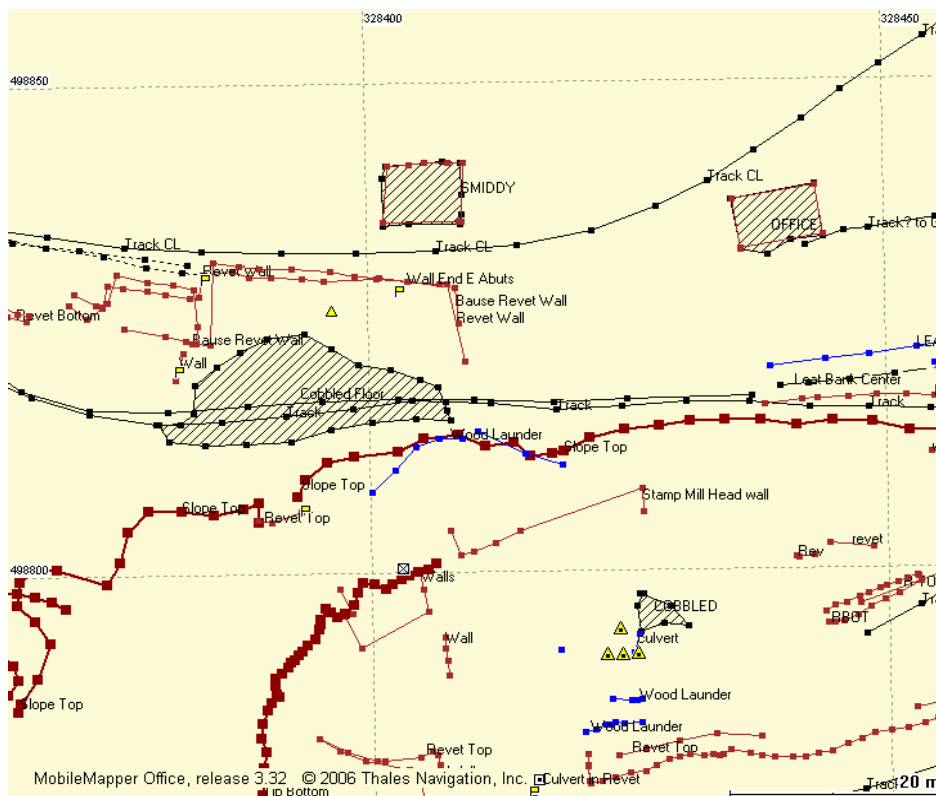 328400
328450
498850
SMIDDY
Track CL
OFFICE
Track? to
Track CL
Track CL
Revet Wall
Wall End E Abuts
Bause Revet Wall
Revet Wall
Revet Bottom
Bause Revet Wall
Wall
Leat Bank Center
Cobbled Floor
Track
Track
Track
Wood Launder
Slope Top
Slope Top
Stamp Mill Head wall
Slope Top
Revet Top
revet
Rev
498800
Walls
COBBLED
BBOT
Wall
Culvert
Wood Launder
Slope Top
Wood Launder
Revet Top
Revet Top
MobileMapper Office, release 3.32 © 2006 Thales Navigation, Inc.
Culvert in Revet
20 m